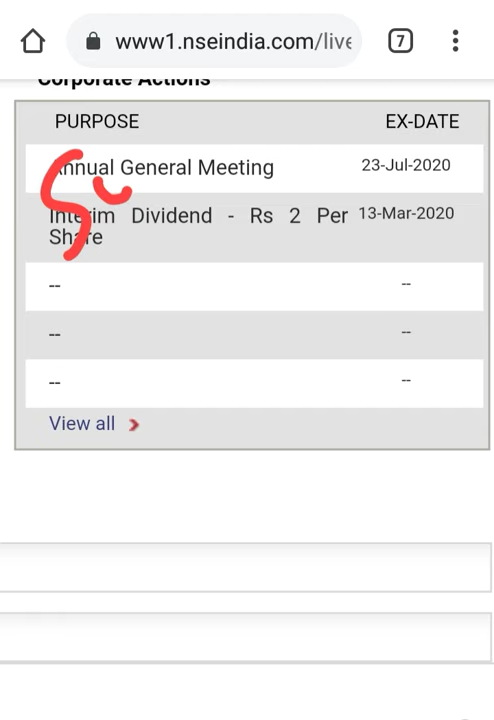 www1.nseindia.com/live
7
Corporate Actions
PURPOSE EX-DATE
Annual General Meeting 23-Jul-2020
Interim Dividend - Rs 2 Per 13-Mar-2020
Share
-- --
-- --
-- --
View all